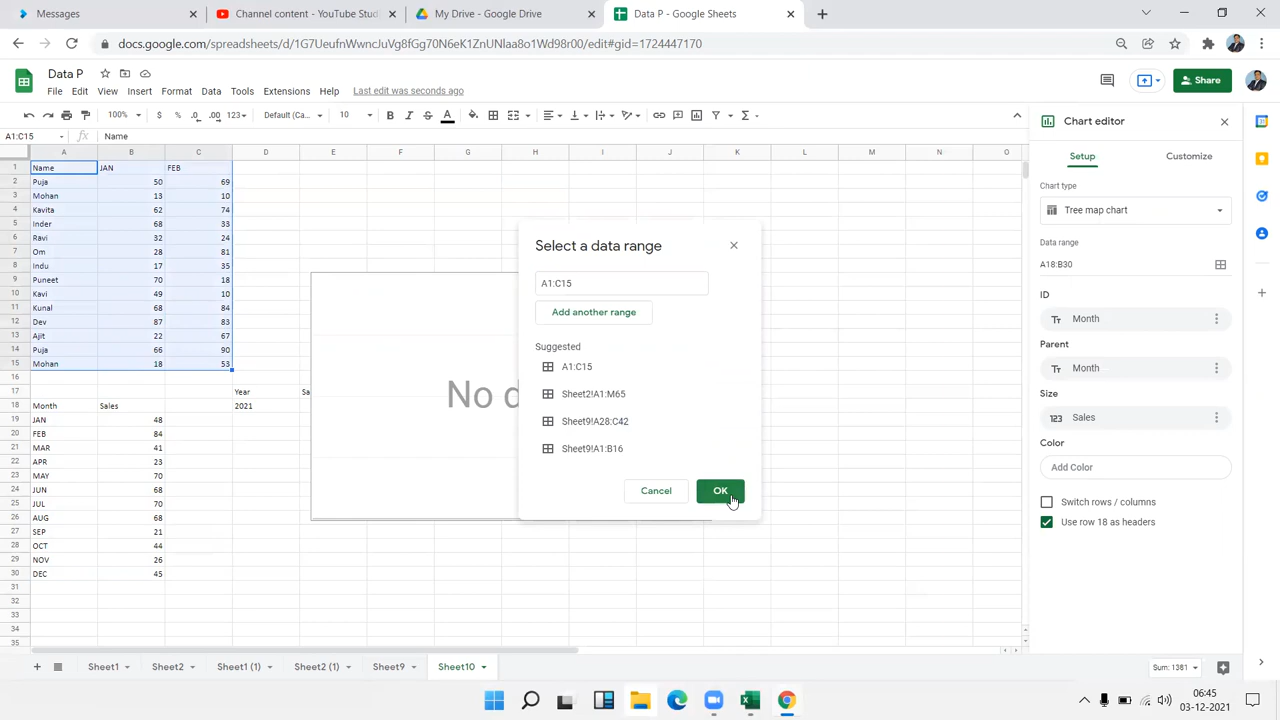 Messages
Channel content - YouTube Stud
My Drive - Google Drive
Data P - Google Sheets
docs.google.com/spreadsheets/d/1G7UeufnWwncJuVg8fGg70N6eK1ZnUNlaa8o1Wd98r00/edit#gid=1724447170
Data P
File Edit View Insert Format Data Tools Extensions Help Last edit was seconds ago
Share
100% $ % .0 .00 123 Default (Ca... 10 B I S A
A1:C15 fx Name
A B C D E F G H I J K L M N O
1 Name JAN FEB
2 Puja 50 69
3 Mohan 13 10
4 Kavita 62 74
5 Inder 68 33
6 Ravi 32 24
7 Om 28 81
8 Indu 17 35
9 Puneet 70 18
10 Kavi 49 10
11 Kunal 68 84
12 Dev 87 83
13 Ajit 22 67
14 Puja 66 90
15 Mohan 18 53
16
17 Year Sa
18 Month Sales 2021
19 JAN 48
20 FEB 84
21 MAR 41
22 APR 23
23 MAY 70
24 JUN 68
25 JUL 70
26 AUG 68
27 SEP 21
28 OCT 44
29 NOV 26
30 DEC 45
31
32
33
34
35
No d
Select a data range
A1:C15
Add another range
Suggested
A1:C15
Sheet2!A1:M65
Sheet9!A28:C42
Sheet9!A1:B16
Cancel OK
Chart editor
Setup Customize
Chart type
Tree map chart
Data range
A18:B30
ID
Tт Month
Parent
Tт Month
Size
123 Sales
Color
Add Color
Switch rows / columns
Use row 18 as headers
Sheet1 Sheet2 Sheet1 (1) Sheet2 (1) Sheet9 Sheet10
Sum: 1381
06:45
03-12-2021